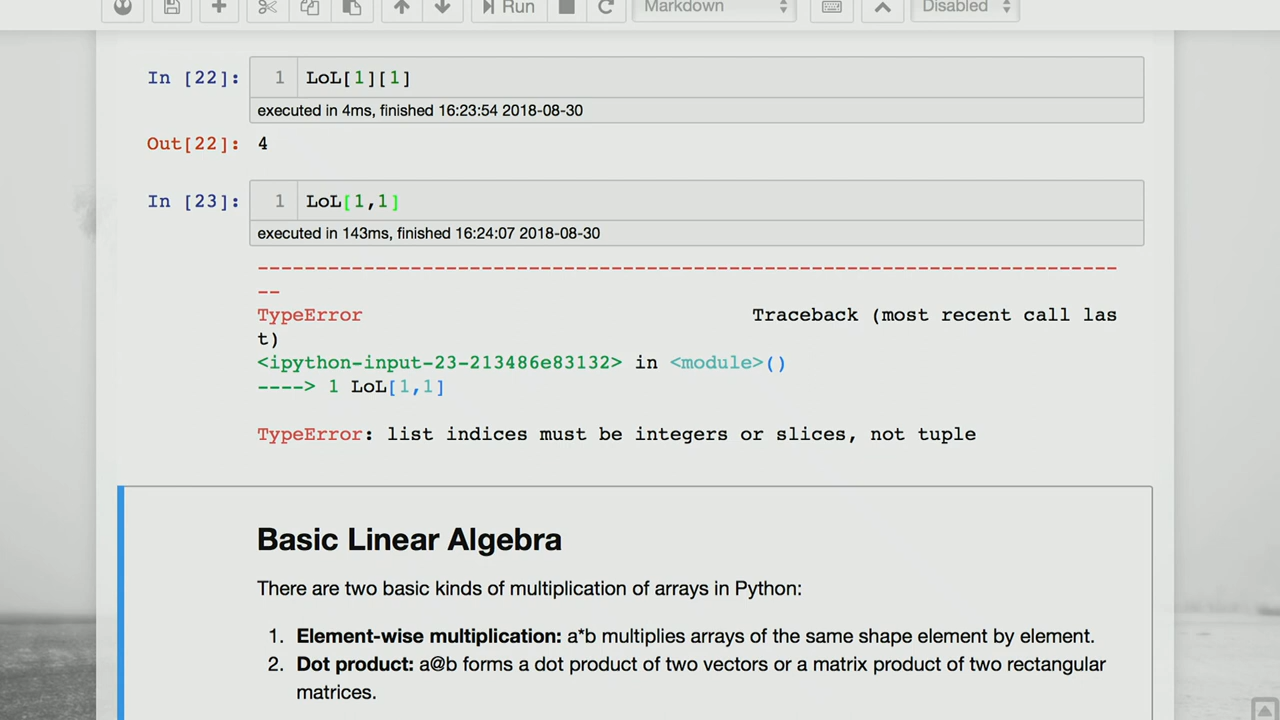 Run
Markdown
Disabled
In [22]:
1
LoL[1][1]
executed in 4ms, finished 16:23:54 2018-08-30
Out[22]:
4
In [23]:
1
LoL[1,1]
executed in 143ms, finished 16:24:07 2018-08-30
-------------------------------------------------------------------------
--
TypeError Traceback (most recent call las
t)
<ipython-input-23-213486e83132> in <module>()
----> 1 LoL[1,1]
TypeError: list indices must be integers or slices, not tuple
Basic Linear Algebra
There are two basic kinds of multiplication of arrays in Python:
1. Element-wise multiplication: a*b multiplies arrays of the same shape element by element.
2. Dot product: a@b forms a dot product of two vectors or a matrix product of two rectangular
matrices.